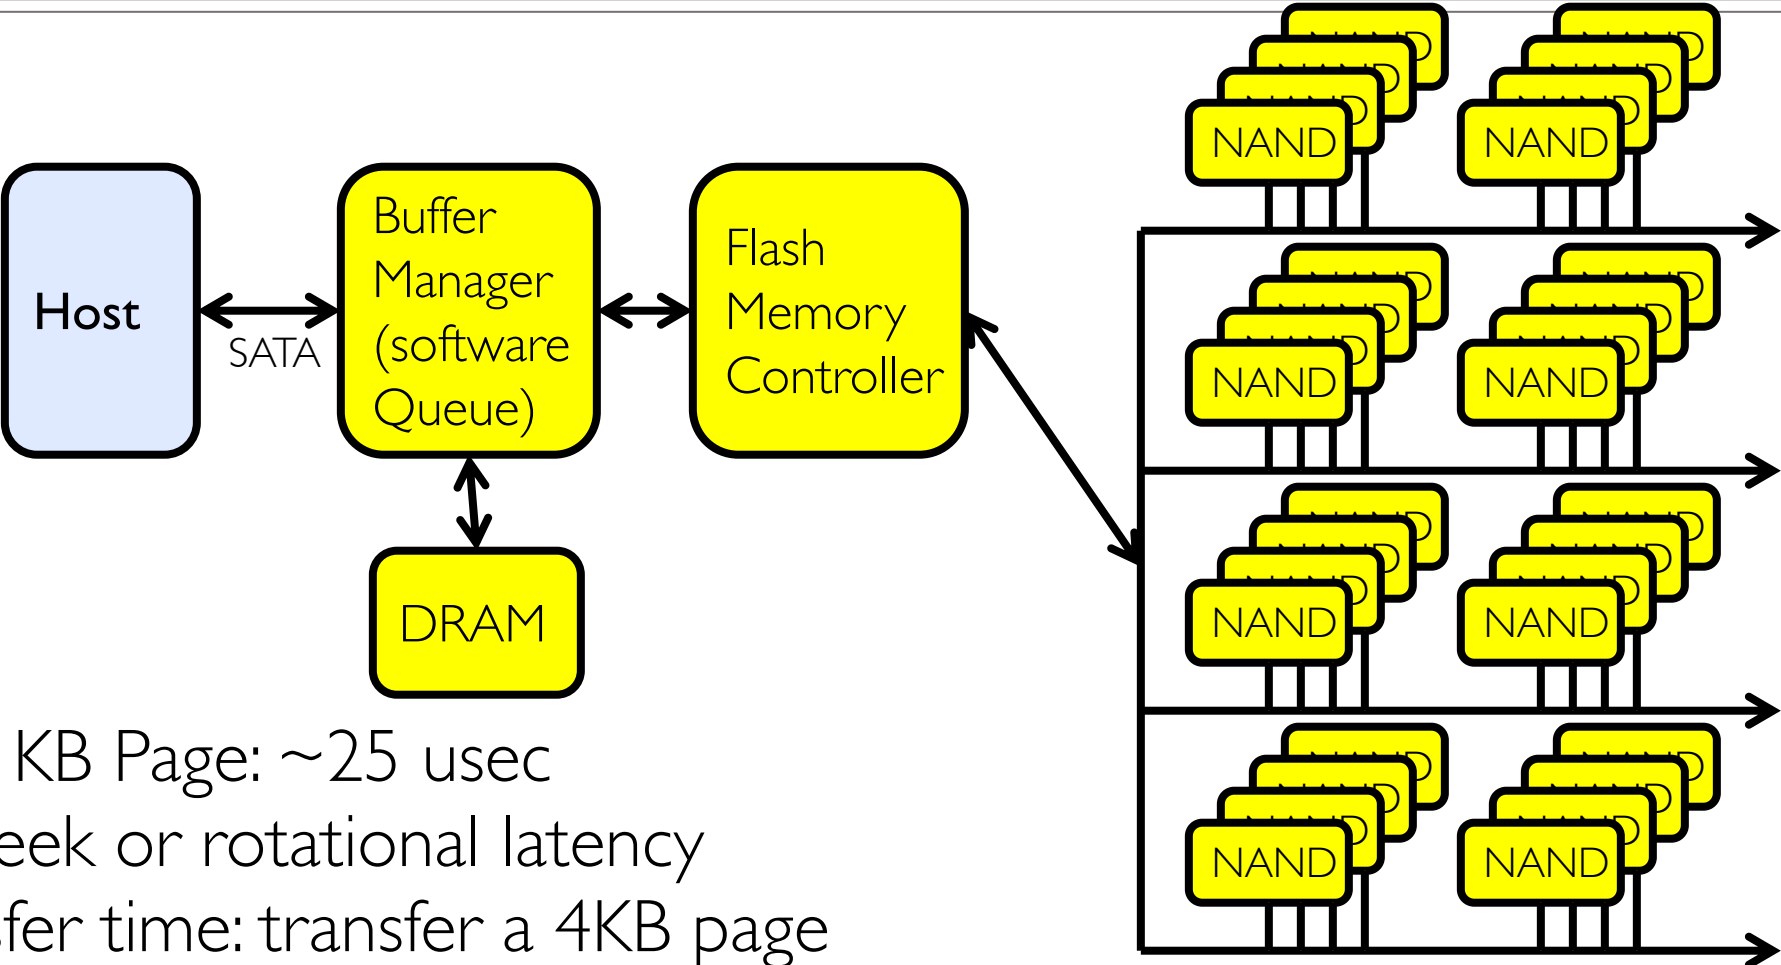 Host
SATA
Buffer
Manager
(software
Queue)
Flash
Memory
Controller
DRAM
NAND NAND
NAND NAND
NAND NAND
NAND NAND
KB Page: ~25 usec
eek or rotational latency
sfer time: transfer a 4KB page